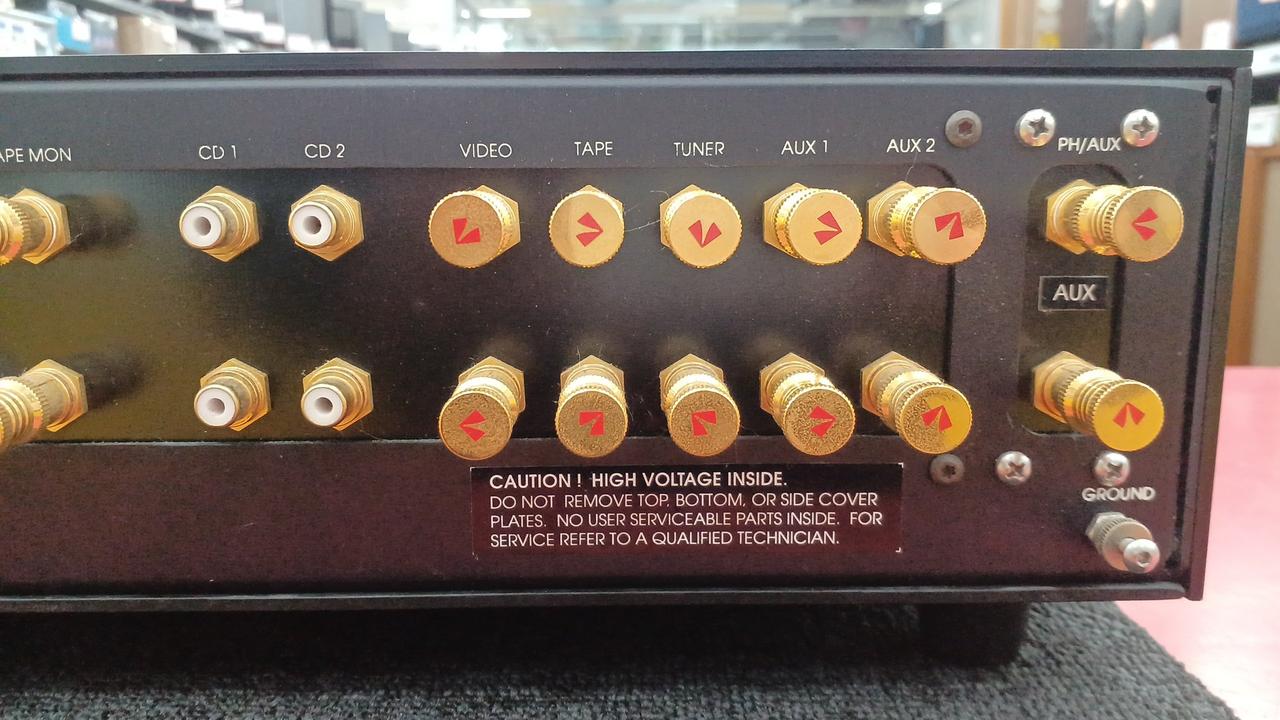 APE MON
CD 1
CD 2
VIDEO
TAPE
TUNER
AUX 1
AUX 2
PH/AUX
AUX
CAUTION ! HIGH VOLTAGE INSIDE.
DO NOT REMOVE TOP, BOTTOM, OR SIDE COVER
PLATES. NO USER SERVICEABLE PARTS INSIDE. FOR
SERVICE REFER TO A QUALIFIED TECHNICIAN.
GROUND